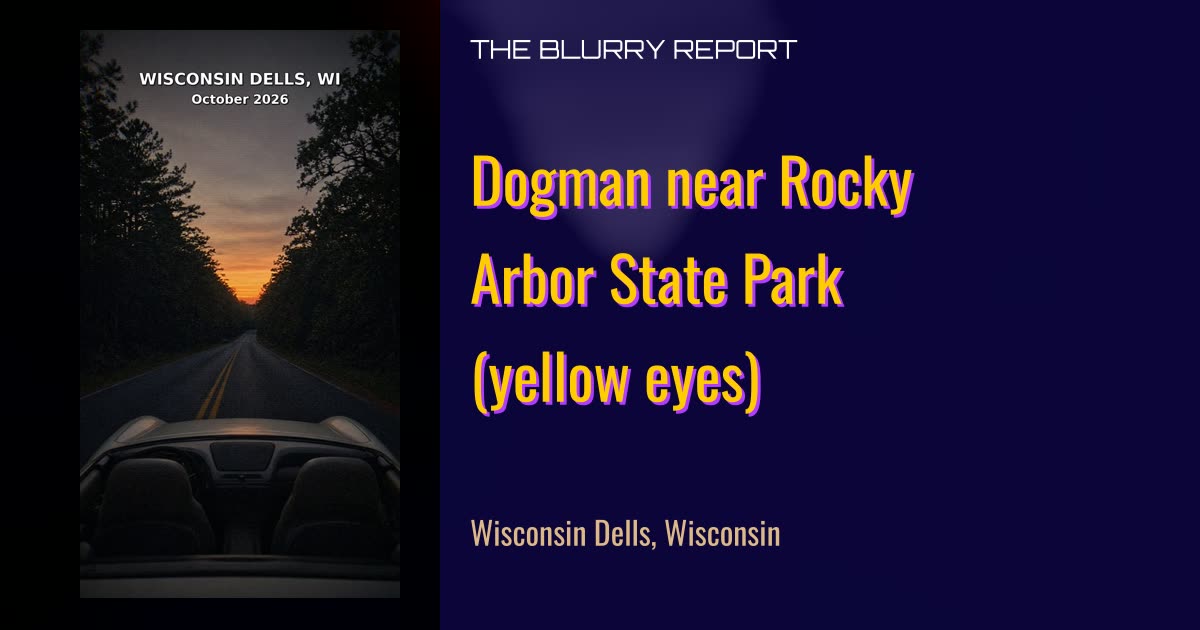 WISCONSIN DELLS, WI
October 2026
THE BLURRY REPORT
Dogman near Rocky
Arbor State Park
(yellow eyes)
Wisconsin Dells, Wisconsin